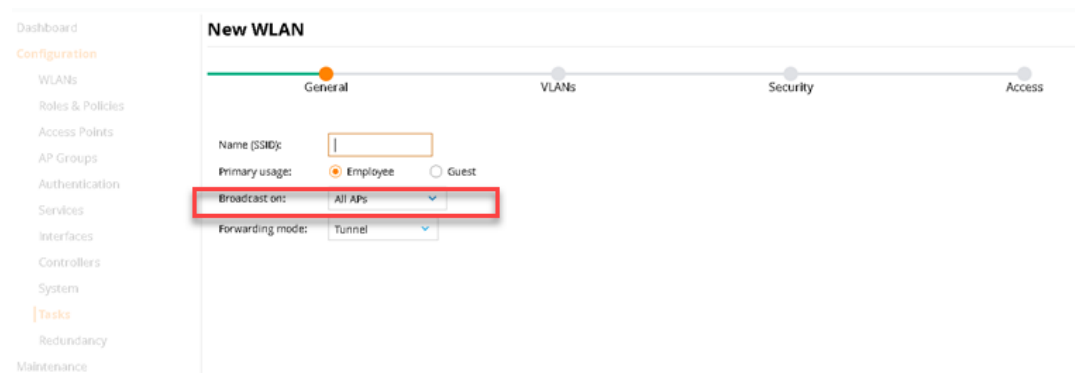 Dashboard
Configuration
WLANs
Roles & Policies
Access Points
AP Groups
Authentication
Services
Interfaces
Controllers
System
Tasks
Redundancy
Maintenance
New WLAN
General
VLANs
Security
Access
Name (SSID):
Primary usage: Employee Guest
Broadcast on: All APs
Forwarding mode: Tunnel